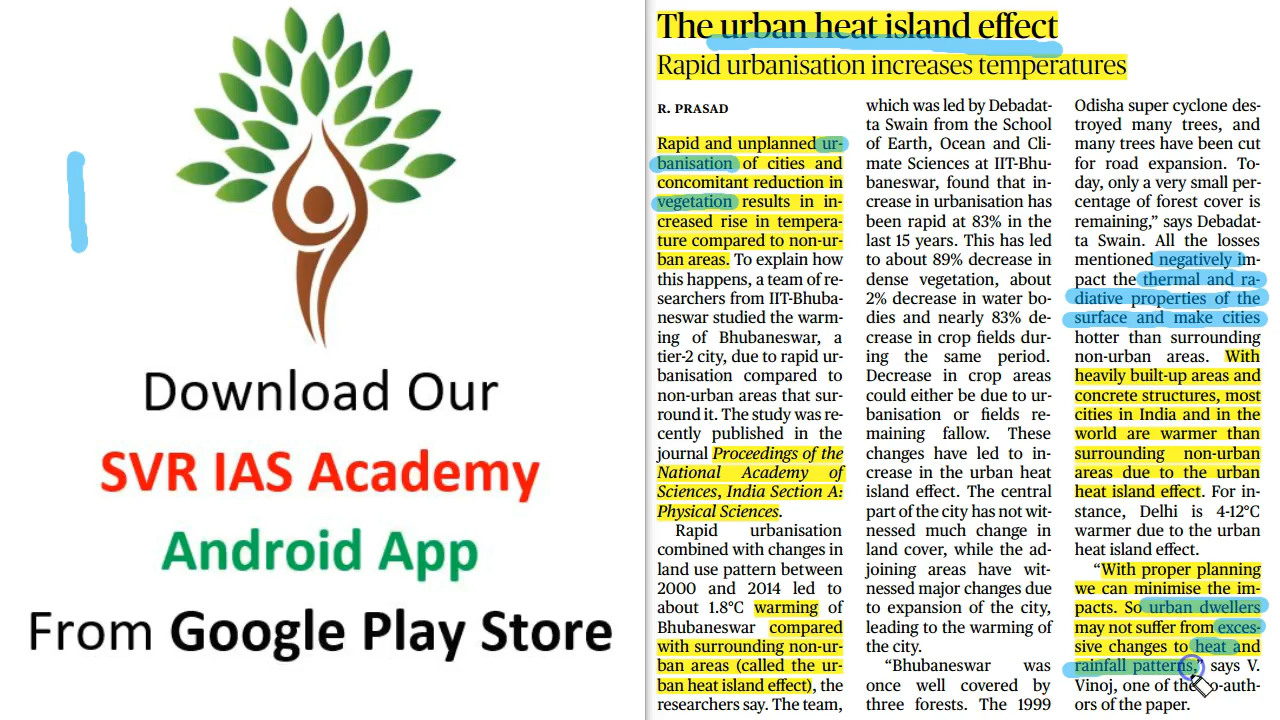 Download Our
SVR IAS Academy
Android App
From Google Play Store
The urban heat island effect
Rapid urbanisation increases temperatures
R. PRASAD
Rapid and unplanned ur-
banisation of cities and
concomitant reduction in
vegetation results in in-
creased rise in tempera-
ture compared to non-ur-
ban areas. To explain how
this happens, a team of re-
searchers from IIT-Bhuba-
neswar studied the warm-
ing of Bhubaneswar, a
tier-2 city, due to rapid ur-
banisation compared to
non-urban areas that sur-
round it. The study was re-
cently published in the
journal Proceedings of the
National Academy of
Sciences, India Section A:
Physical Sciences.
Rapid urbanisation
combined with changes in
land use pattern between
2000 and 2014 led to
about 1.8°C warming of
Bhubaneswar compared
with surrounding non-ur-
ban areas (called the ur-
ban heat island effect), the
researchers say. The team,
which was led by Debadat-
ta Swain from the School
of Earth, Ocean and Cli-
mate Sciences at IIT-Bhu-
baneswar, found that in-
crease in urbanisation has
been rapid at 83% in the
last 15 years. This has led
to about 89% decrease in
dense vegetation, about
2% decrease in water bo-
dies and nearly 83% de-
crease in crop fields dur-
ing the same period.
Decrease in crop areas
could either be due to ur-
banisation or fields re-
maining fallow. These
changes have led to in-
crease in the urban heat
island effect. The central
part of the city has not wit-
nessed much change in
land cover, while the ad-
joining areas have wit-
nessed major changes due
to expansion of the city,
leading to the warming of
the city.
“Bhubaneswar was
once well covered by
three forests. The 1999
Odisha super cyclone des-
troyed many trees, and
many trees have been cut
for road expansion. To-
day, only a very small per-
centage of forest cover is
remaining,” says Debadat-
ta Swain. All the losses
mentioned negatively im-
pact the thermal and ra-
diative properties of the
surface and make cities
hotter than surrounding
non-urban areas. With
heavily built-up areas and
concrete structures, most
cities in India and in the
world are warmer than
surrounding non-urban
areas due to the urban
heat island effect. For in-
stance, Delhi is 4-12°C
warmer due to the urban
heat island effect.
“With proper planning
we can minimise the im-
pacts. So urban dwellers
may not suffer from exces-
sive changes to heat and
rainfall patterns,” says V.
Vinoj, one of the co-auth-
ors of the paper.